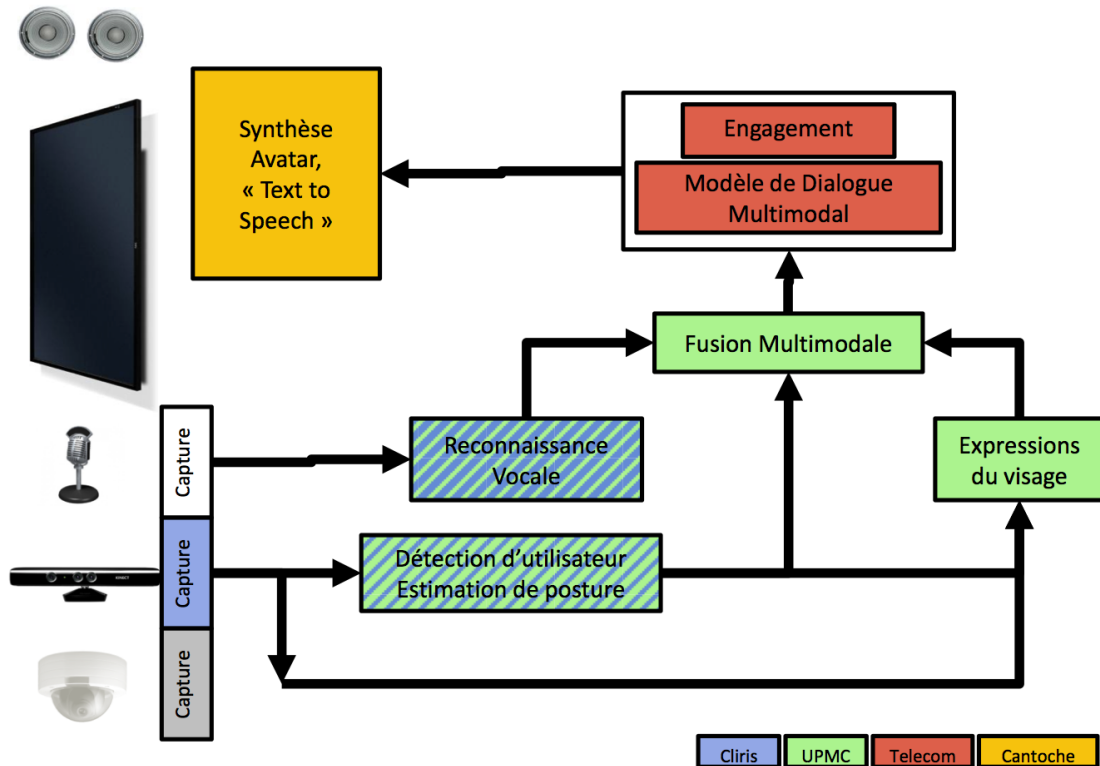 Synthèse
Avatar,
« Text to
Speech »
Engagement
Modèle de Dialogue
Multimodal
Fusion Multimodale
Capture
Reconnaissance
Vocale
Expressions
du visage
Capture
Détection d’utilisateur
Estimation de posture
Capture
Cliris
UPMC
Telecom
Cantoche